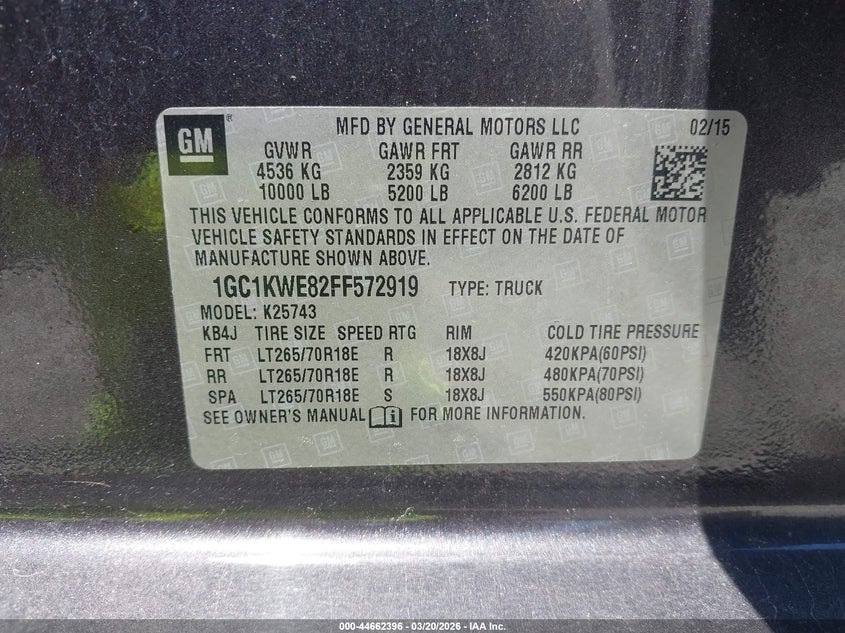 GM®
MFD BY GENERAL MOTORS LLC 02/15
GVWR GAWR FRT GAWR RR
4536 KG 2359 KG 2812 KG
10000 LB 5200 LB 6200 LB
THIS VEHICLE CONFORMS TO ALL APPLICABLE U.S. FEDERAL MOTOR
VEHICLE SAFETY STANDARDS IN EFFECT ON THE DATE OF
MANUFACTURE SHOWN ABOVE.
1GC1KWE82FF572919 TYPE: TRUCK
MODEL: K25743
KB4J TIRE SIZE SPEED RTG RIM COLD TIRE PRESSURE
FRT LT265/70R18E R 18X8J 420KPA(60PSI)
RR LT265/70R18E R 18X8J 480KPA(70PSI)
SPA LT265/70R18E S 18X8J 550KPA(80PSI)
SEE OWNER'S MANUAL i FOR MORE INFORMATION.
000-44662396 - 03/20/2026 - IAA Inc.